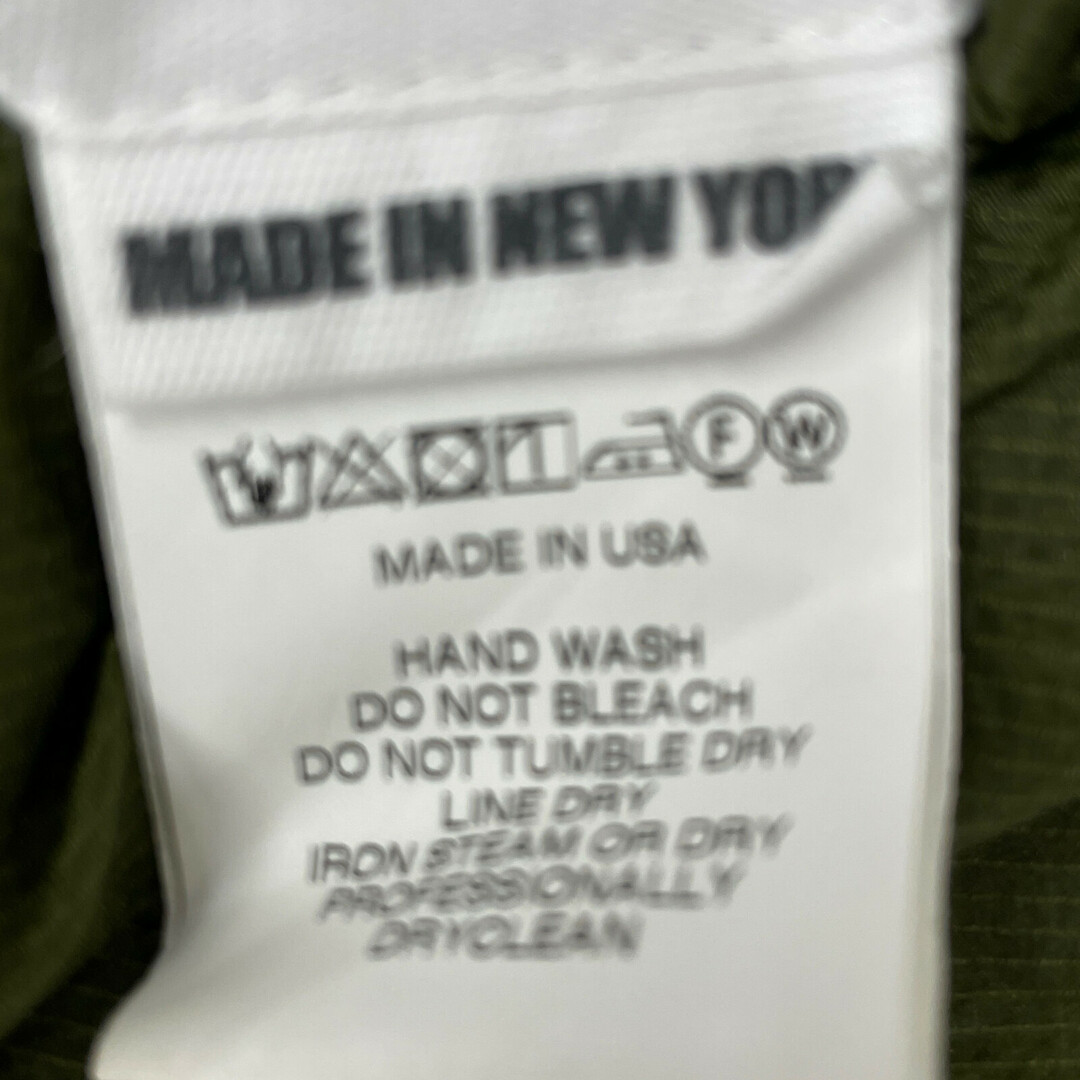 MADE IN NEW YOR
F W
MADE IN USA
HAND WASH
DO NOT BLEACH
DO NOT TUMBLE DRY
LINE DRY
IRON STEAM OR DRY
PROFESSIONALLY
DRYCLEAN